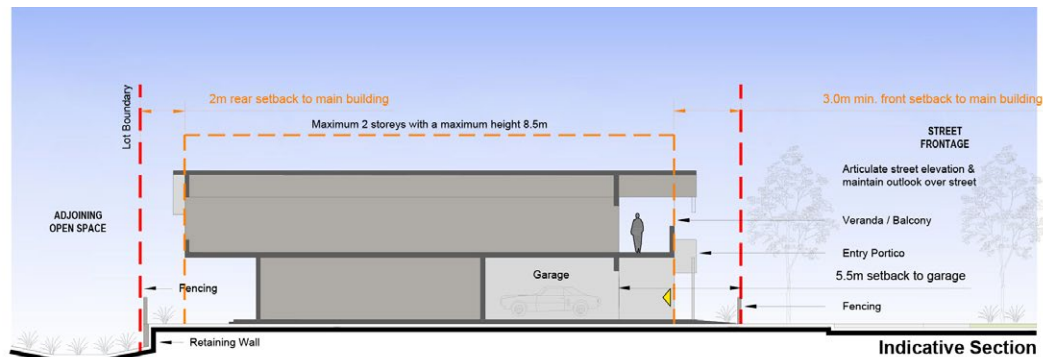 Lot Boundary
2m rear setback to main building
3.0m min. front setback to main building
Maximum 2 storeys with a maximum height 8.5m
STREET
FRONTAGE
Articulate street elevation &
maintain outlook over street
ADJOINING
OPEN SPACE
Veranda / Balcony
Entry Portico
Garage
5.5m setback to garage
Fencing
Fencing
Retaining Wall
Indicative Section